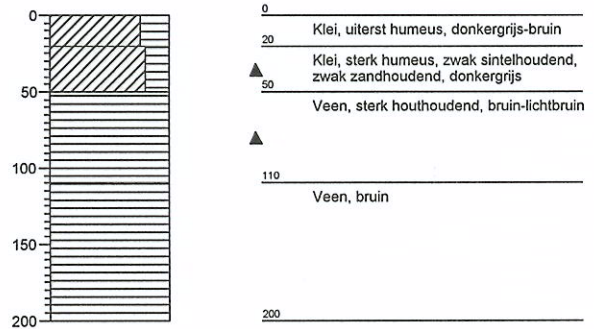 0
50
100
150
200
0
Klei, uiterst humeus, donkergrijs-bruin
20
Klei, sterk humeus, zwak sintelhoudend,
zwak zandhoudend, donkergrijs
50
Veen, sterk houthoudend, bruin-lichtbruin
110
Veen, bruin
200